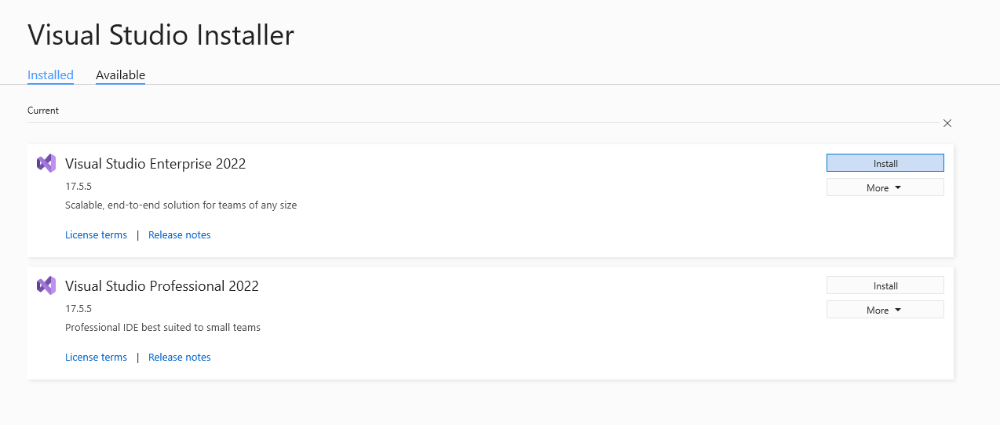 Visual Studio Installer
Installed Available
Current
Visual Studio Enterprise 2022
Install
17.5.5
More
Scalable, end-to-end solution for teams of any size
License terms | Release notes
Visual Studio Professional 2022
Install
17.5.5
More
Professional IDE best suited to small teams
License terms | Release notes